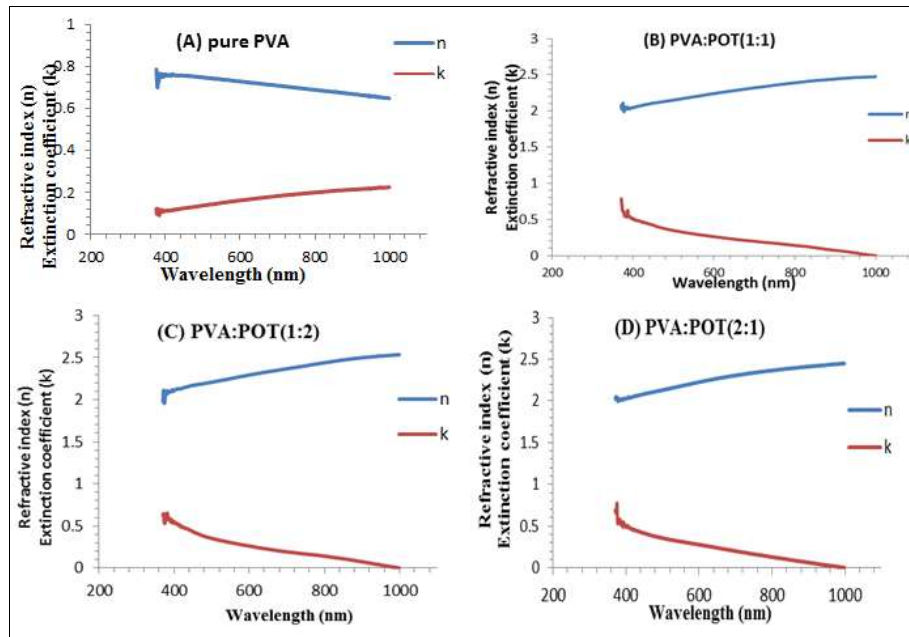 (A) pure PVA
Refractive index (n)
Extinction coefficient (k)
1
0.8
0.6
0.4
0.2
0
200
400
600
800
1000
Wavelength (nm)
n
k
(B) PVA:POT(1:1)
Refractive index (n)
Extinction coefficient (k)
3
2.5
2
1.5
1
0.5
0
200
400
600
800
1000
Wavelength (nm)
n
k
(C) PVA:POT(1:2)
Refractive index (n)
Extinction coefficient (k)
3
2.5
2
1.5
1
0.5
0
200
400
600
800
1000
Wavelength (nm)
n
k
(D) PVA:POT(2:1)
Refractive index (n)
Extinction coefficient (k)
3
2.5
2
1.5
1
0.5
0
200
400
600
800
1000
Wavelength (nm)
n
k